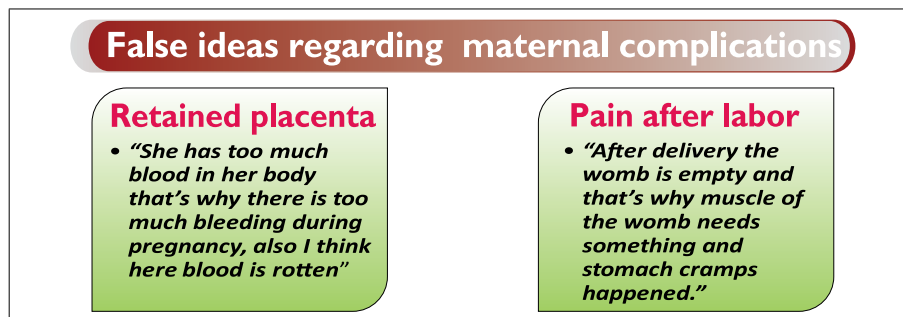 False ideas regarding maternal complications
Retained placenta
• “She has too much
blood in her body
that’s why there is too
much bleeding during
pregnancy, also I think
here blood is rotten”
Pain after labor
• “After delivery the
womb is empty and
that’s why muscle of
the womb needs
something and
stomach cramps
happened.”